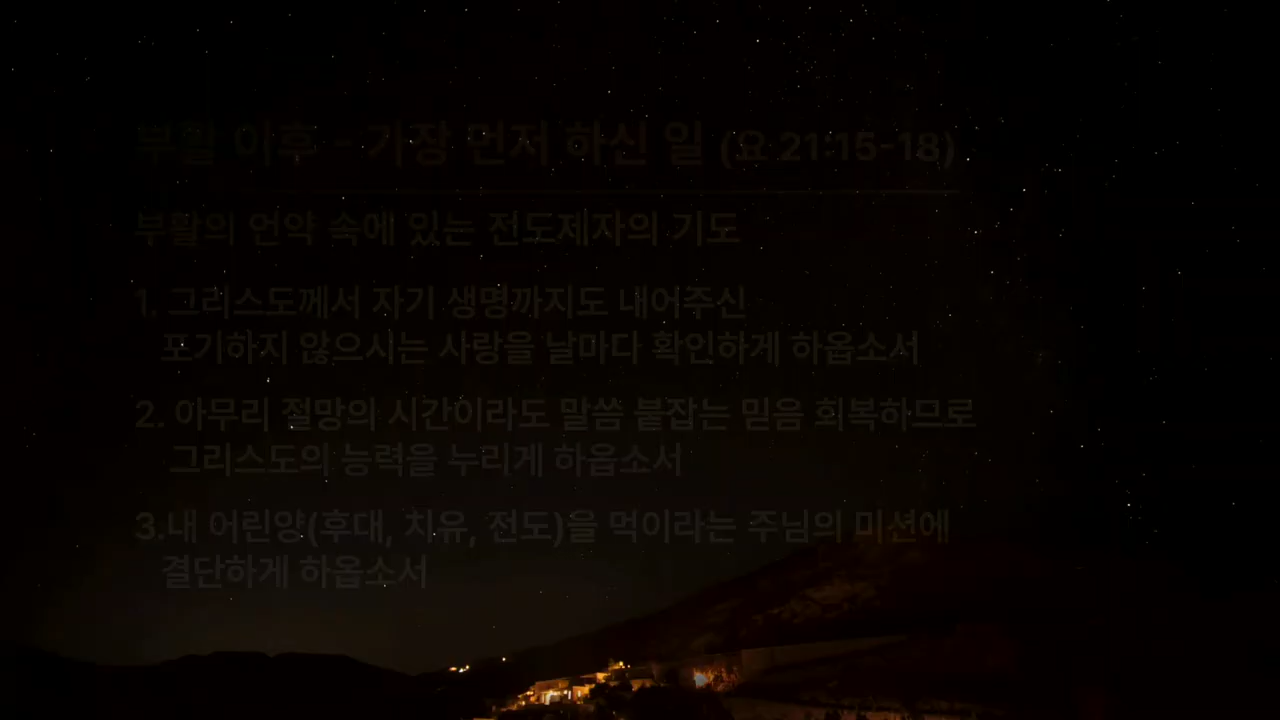 부활 이후 - 가장 먼저 하신 일 (요 21:15-18)
부활의 언약 속에 있는 전도제자의 기도
1. 그리스도께서 자기 생명까지도 내어주신
포기하지 않으시는 사랑을 날마다 확인하게 하옵소서
2. 아무리 절망의 시간이라도 말씀 붙잡는 믿음 회복하므로
그리스도의 능력을 누리게 하옵소서
3.내 어린양(후대, 치유, 전도)을 먹이라는 주님의 미션에
결단하게 하옵소서